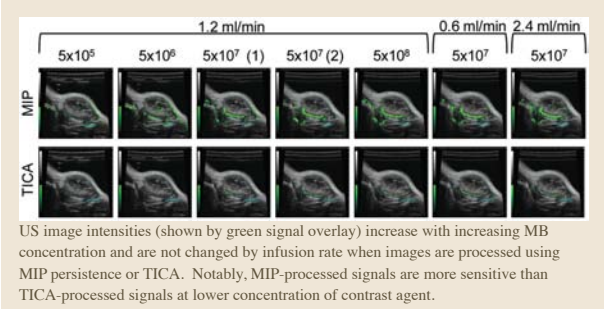 1.2 ml/min 0.6 ml/min 2.4 ml/min
5x10⁵ 5x10⁶ 5x10⁷ (1) 5x10⁷ (2) 5x10⁸ 5x10⁷ 5x10⁷
MIP
TICA
US image intensities (shown by green signal overlay) increase with increasing MB
concentration and are not changed by infusion rate when images are processed using
MIP persistence or TICA. Notably, MIP-processed signals are more sensitive than
TICA-processed signals at lower concentration of contrast agent.